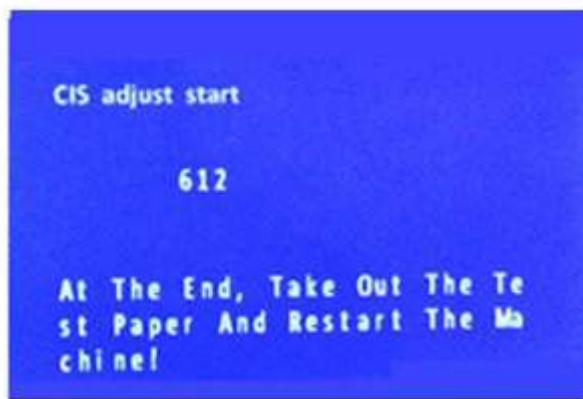 CIS adjust start
612
At The End, Take Out The Te
st Paper And Restart The Ma
chine!